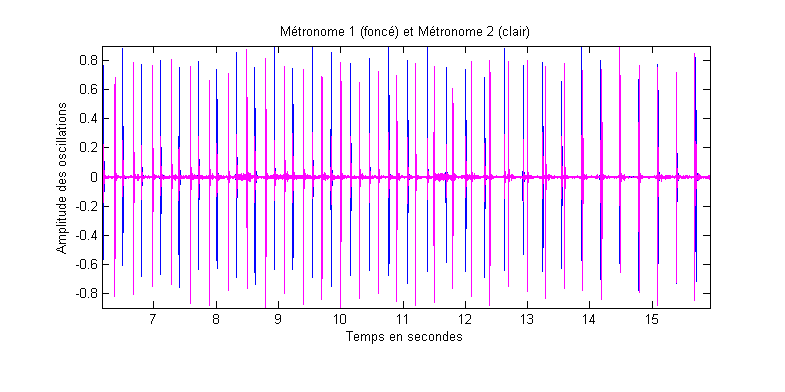 Métronome 1 (foncé) et Métronome 2 (clair)
Amplitude des oscillations
0.8
0.6
0.4
0.2
0
-0.2
-0.4
-0.6
-0.8
7 8 9 10 11 12 13 14 15
Temps en secondes